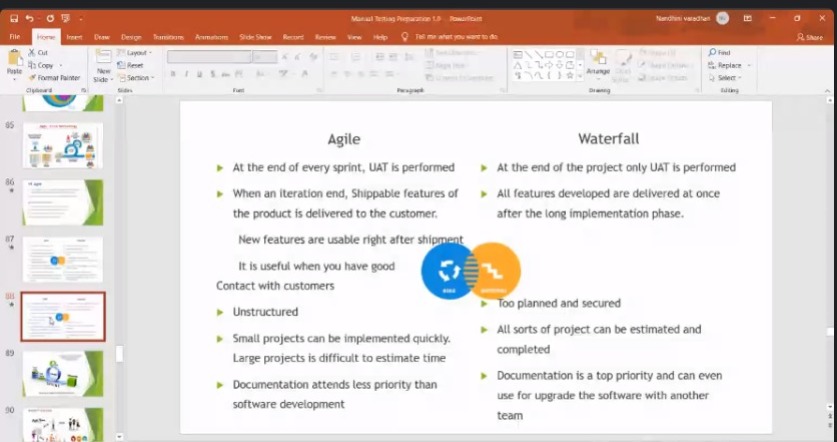 Manual Testing Preparation 1.0 - PowerPoint
Nandhini varadhan
File Home Insert Draw Design Transitions Animations Slide Show Record Review View Help Tell me what you want to do
Share
Paste
Cut
Copy
Format Painter
Clipboard
New Slide
Layout
Reset
Section
Slides
Font
Paragraph
Arrange
Drawing
Find
Replace
Select
Editing
86
87
89
90
Agile
At the end of every sprint, UAT is performed
When an iteration end, Shippable features of
the product is delivered to the customer.
New features are usable right after shipment
It is useful when you have good
Contact with customers
Unstructured
Small projects can be implemented quickly.
Large projects is difficult to estimate time
Documentation attends less priority than
software development
Waterfall
At the end of the project only UAT is performed
All features developed are delivered at once
after the long implementation phase.
Too planned and secured
All sorts of project can be estimated and
completed
Documentation is a top priority and can even
use for upgrade the software with another
team